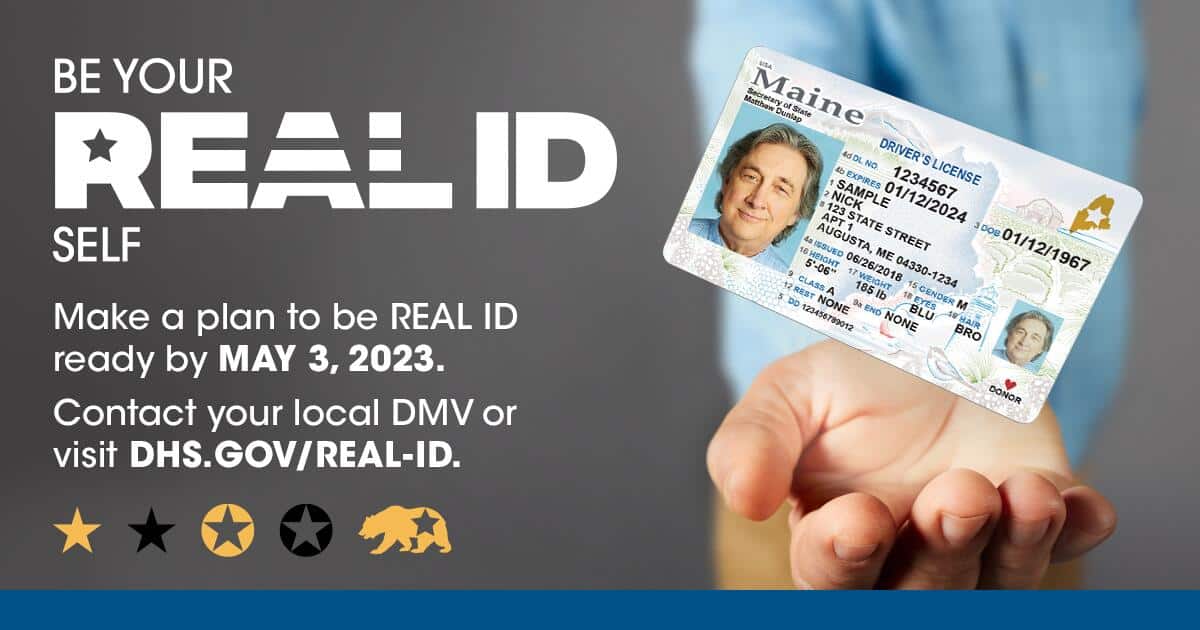 BE YOUR
REAL ID
SELF
Make a plan to be REAL ID
ready by MAY 3, 2023.
Contact your local DMV or
visit DHS.GOV/REAL-ID.
USA
Maine
Secretary of State
Matthew Dunlap
DRIVER'S LICENSE
4d DL NO. 1234567
4b EXPIRES 01/12/2024
3 DOB 01/12/1967
1 SAMPLE
2 NICK
8 123 STATE STREET
APT 1
AUGUSTA, ME 04330-1234
4a ISSUED 06/26/2018
15 GENDER M
16 HEIGHT 5'-06"
17 WEIGHT 185 lb
18 EYES BLU
19 HAIR BRO
9 CLASS A
12 REST NONE
9a END NONE
5 DD 123456789012
DONOR